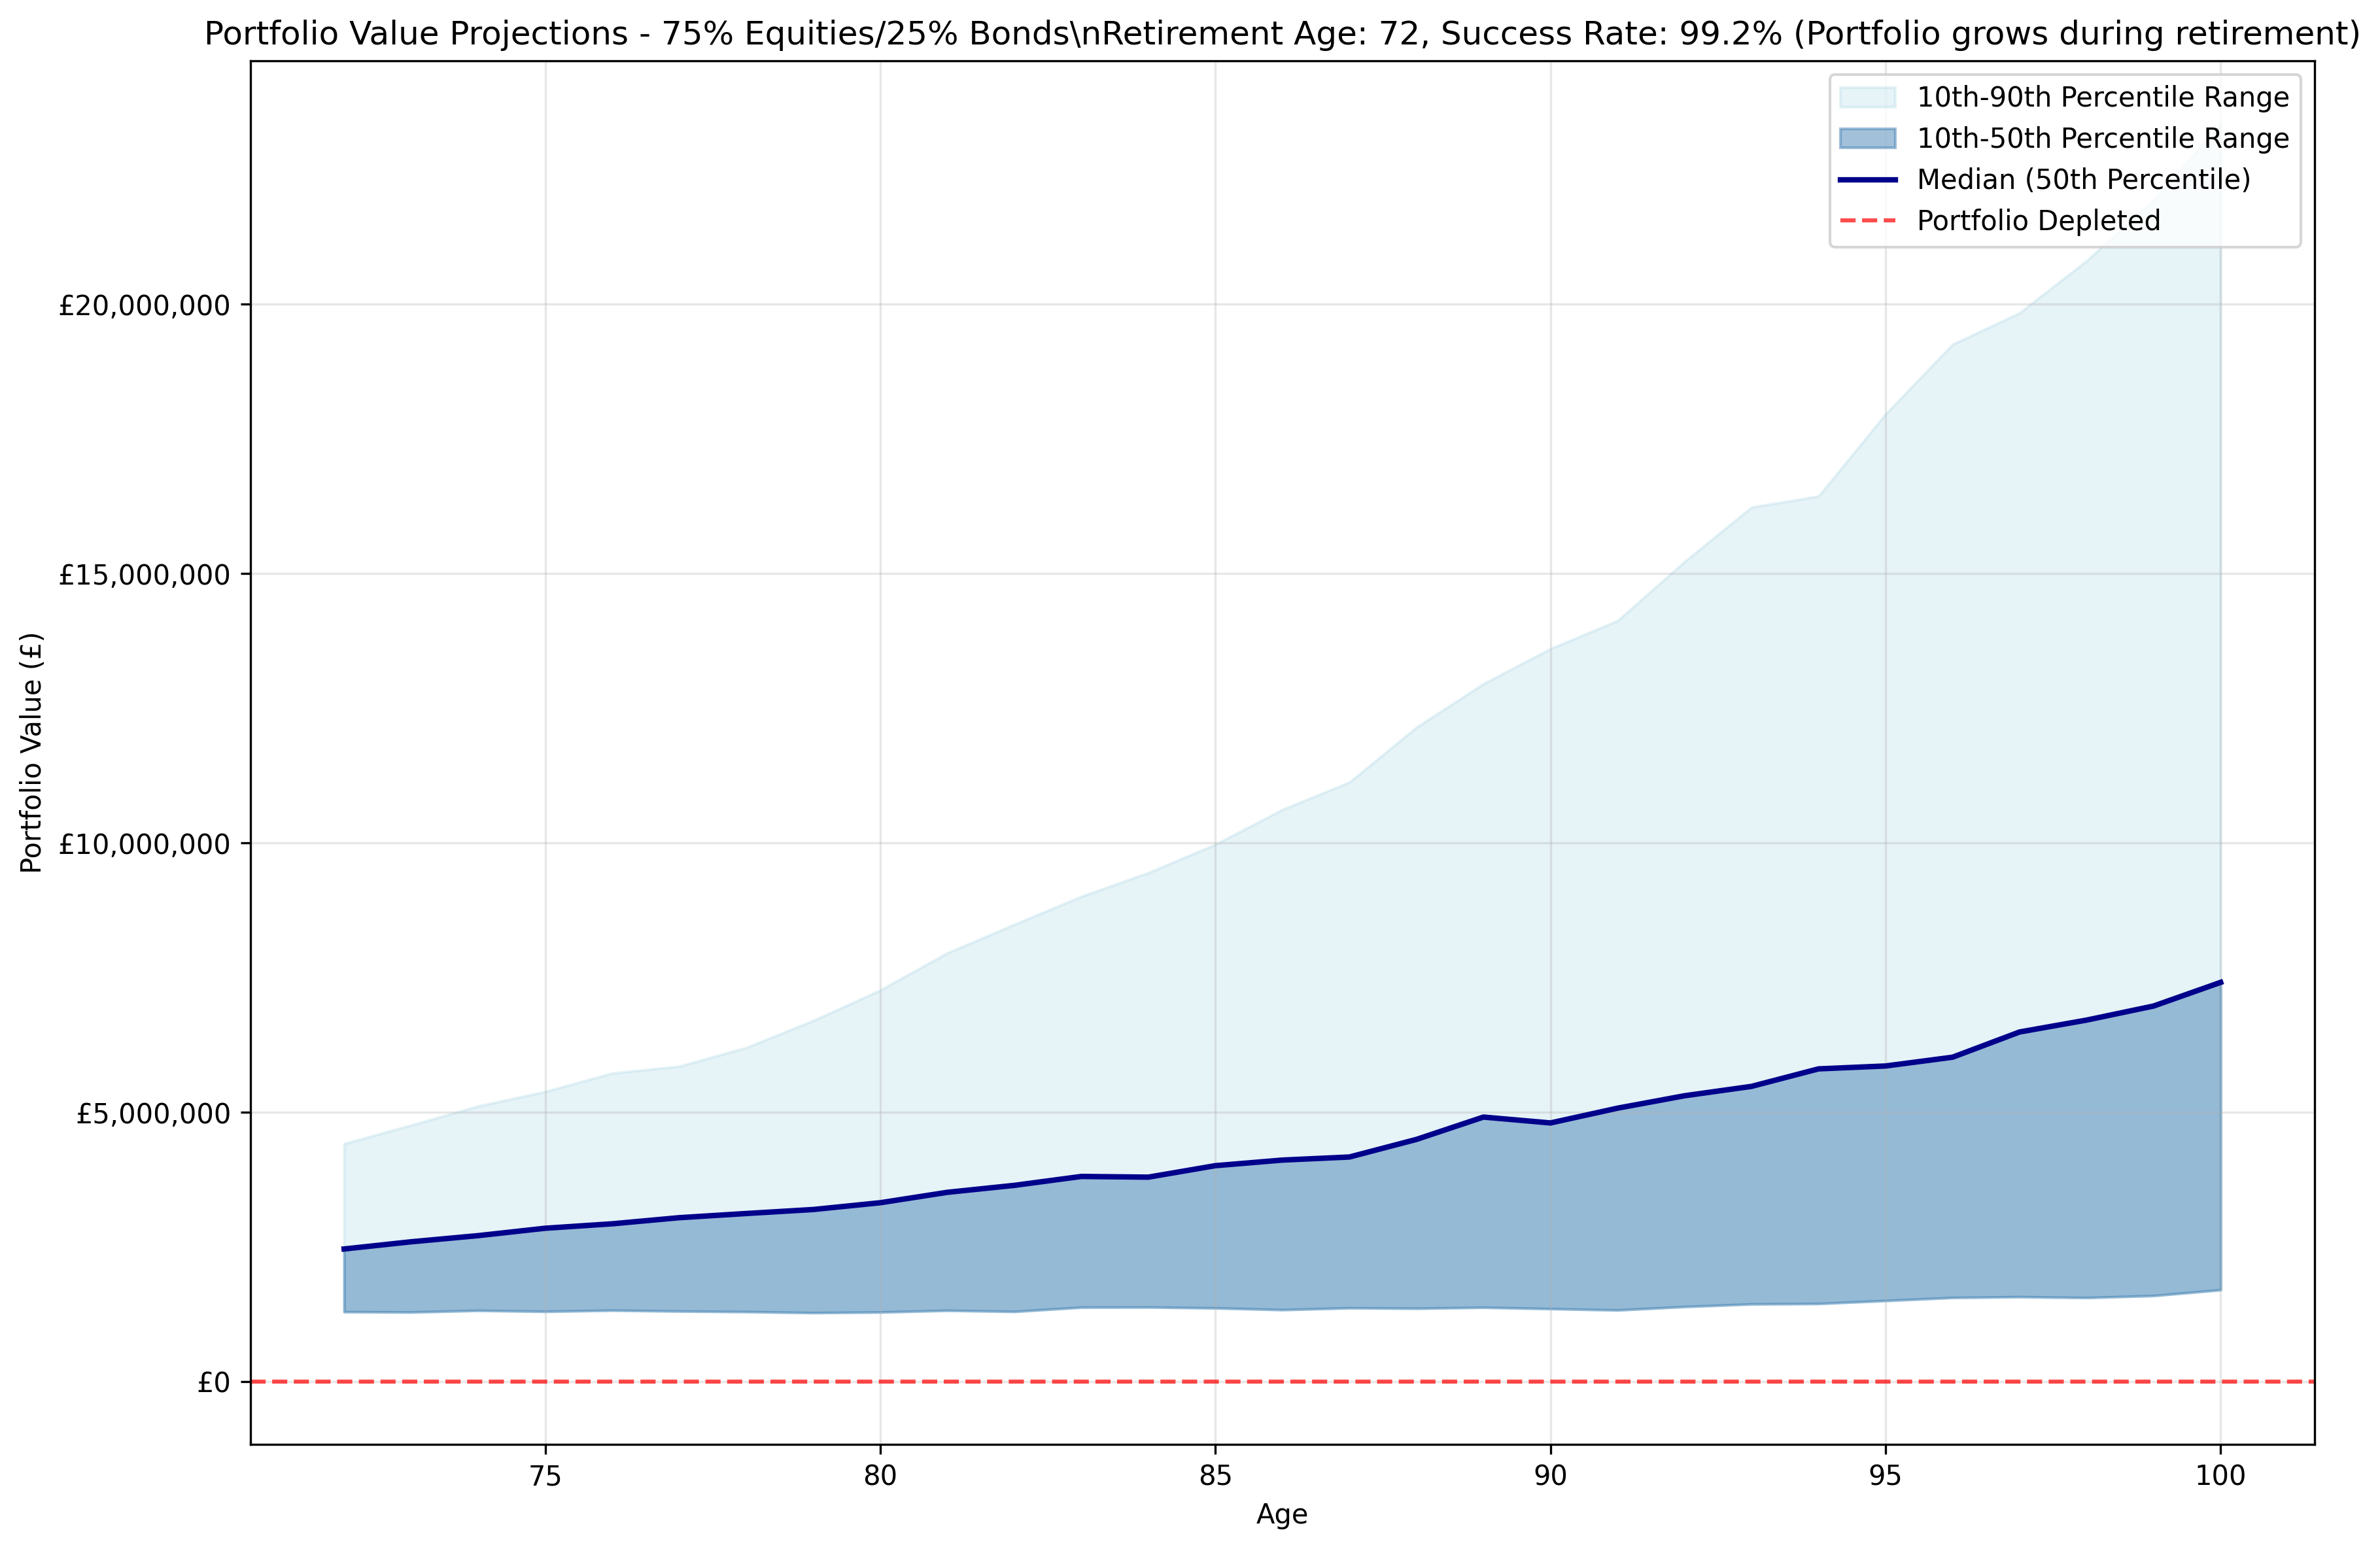 Portfolio Value Projections - 75% Equities/25% Bonds\nRetirement Age: 72, Success Rate: 99.2% (Portfolio grows during retirement)
10th-90th Percentile Range
10th-50th Percentile Range
Median (50th Percentile)
Portfolio Depleted
£20,000,000
£15,000,000
£10,000,000
£5,000,000
£0
Portfolio Value (£)
75
80
85
90
95
100
Age